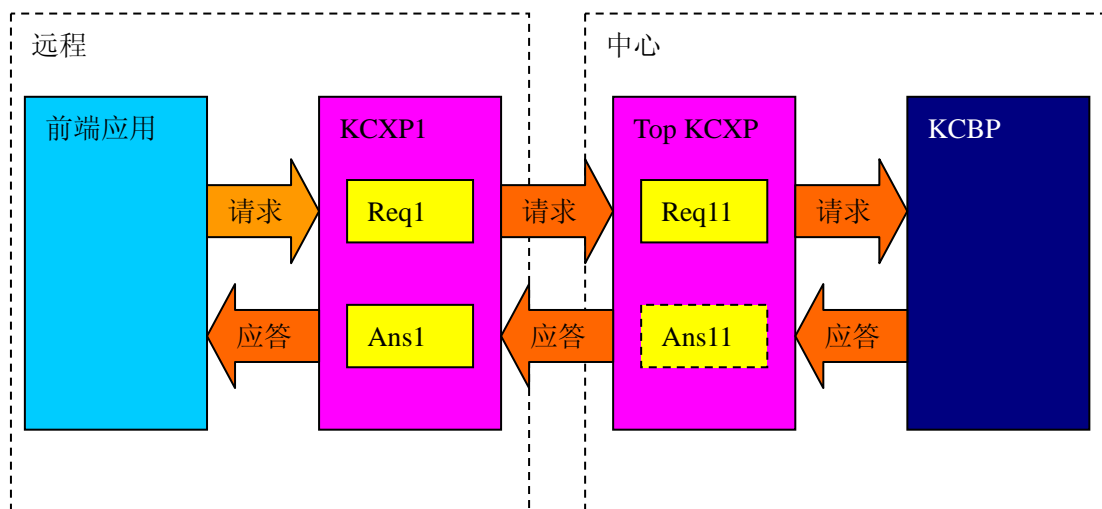 远程
中心
前端应用
KCXP1
Top KCXP
KCBP
请求
Req1
请求
Req11
请求
应答
Ans1
应答
Ans11
应答